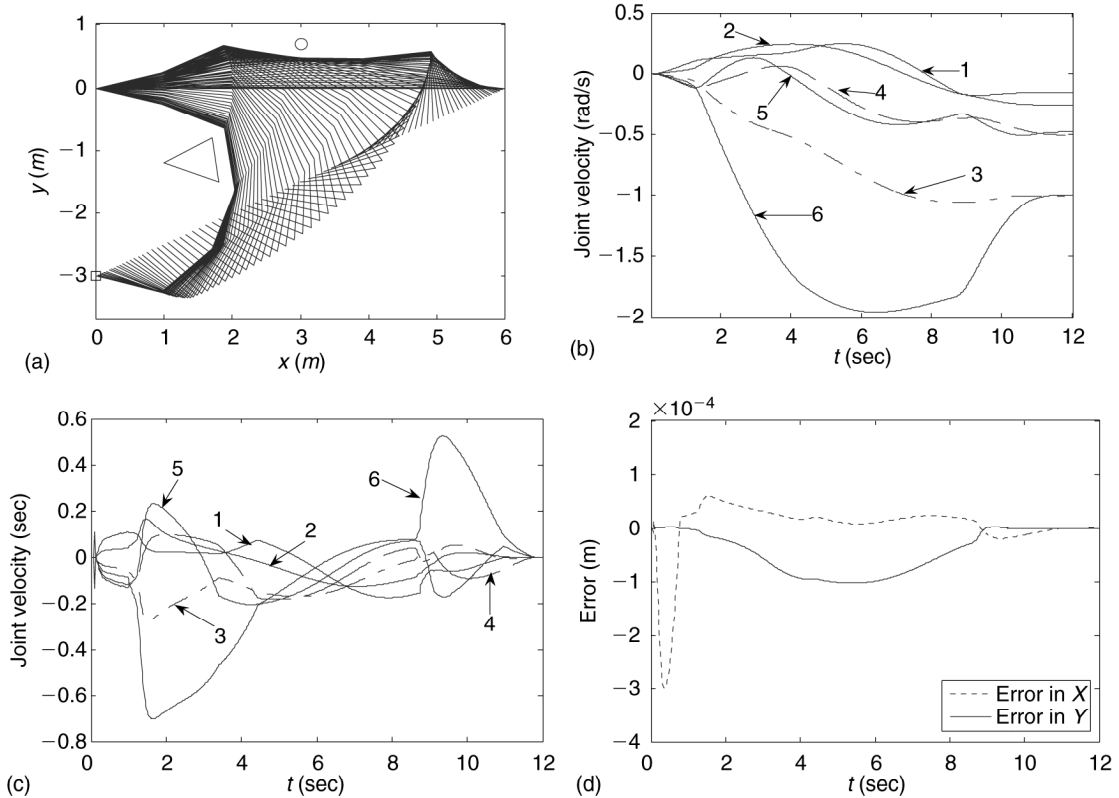 1
0
−1
−2
−3
y (m)
0 1 2 3 4 5 6
x (m)
(a)
0.5
0
−0.5
−1
−1.5
−2
Joint velocity (rad/s)
2
1
4
5
3
6
0 2 4 6 8 10 12
t (sec)
(b)
0.6
0.4
0.2
0
−0.2
−0.4
−0.6
−0.8
Joint velocity (sec)
5
1
2
6
3
4
0 2 4 6 8 10 12
t (sec)
(c)
×10⁻⁴
2
1
0
−1
−2
−3
−4
Error (m)
Error in X
Error in Y
0 2 4 6 8 10 12
t (sec)
(d)